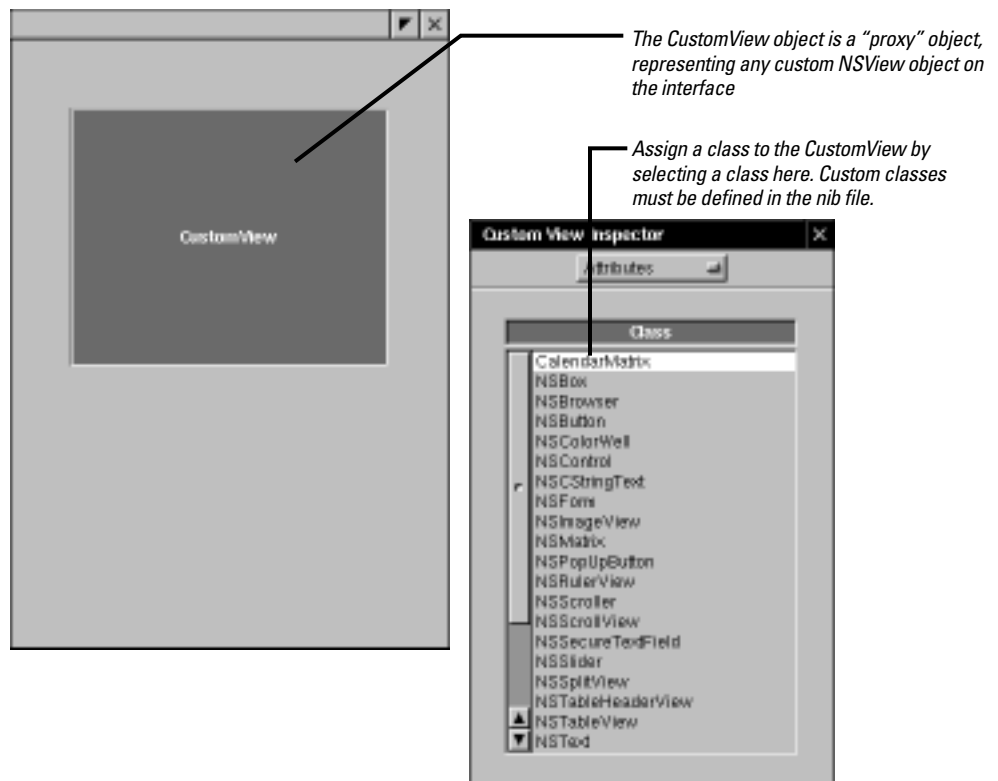 The CustomView object is a “proxy” object,
representing any custom NSView object on
the interface
Assign a class to the CustomView by
selecting a class here. Custom classes
must be defined in the nib file.
CustomView
Custom View Inspector
Attributes
Class
CalendarMatrix
NSBox
NSBrowser
NSButton
NSColorWell
NSControl
NSCStringText
NSForm
NSImageView
NSMatrix
NSPopUpButton
NSRulerView
NSScroller
NSScrollView
NSSecureTextField
NSSlider
NSSplitView
NSTableHeaderView
NSTableView
NSText